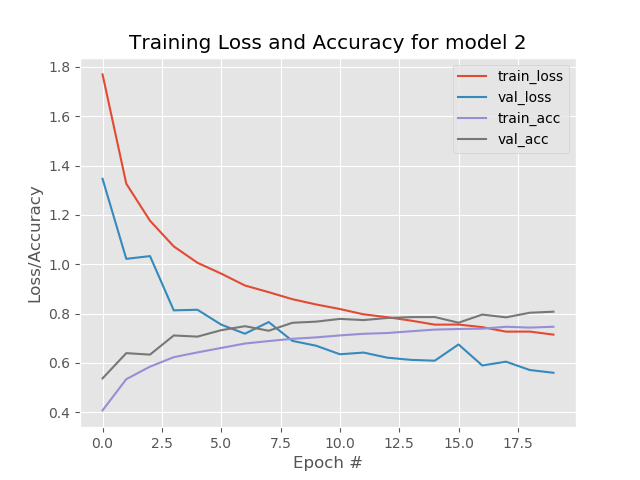 Training Loss and Accuracy for model 2
train_loss
val_loss
train_acc
val_acc
Loss/Accuracy
1.8
1.6
1.4
1.2
1.0
0.8
0.6
0.4
0.0 2.5 5.0 7.5 10.0 12.5 15.0 17.5
Epoch #